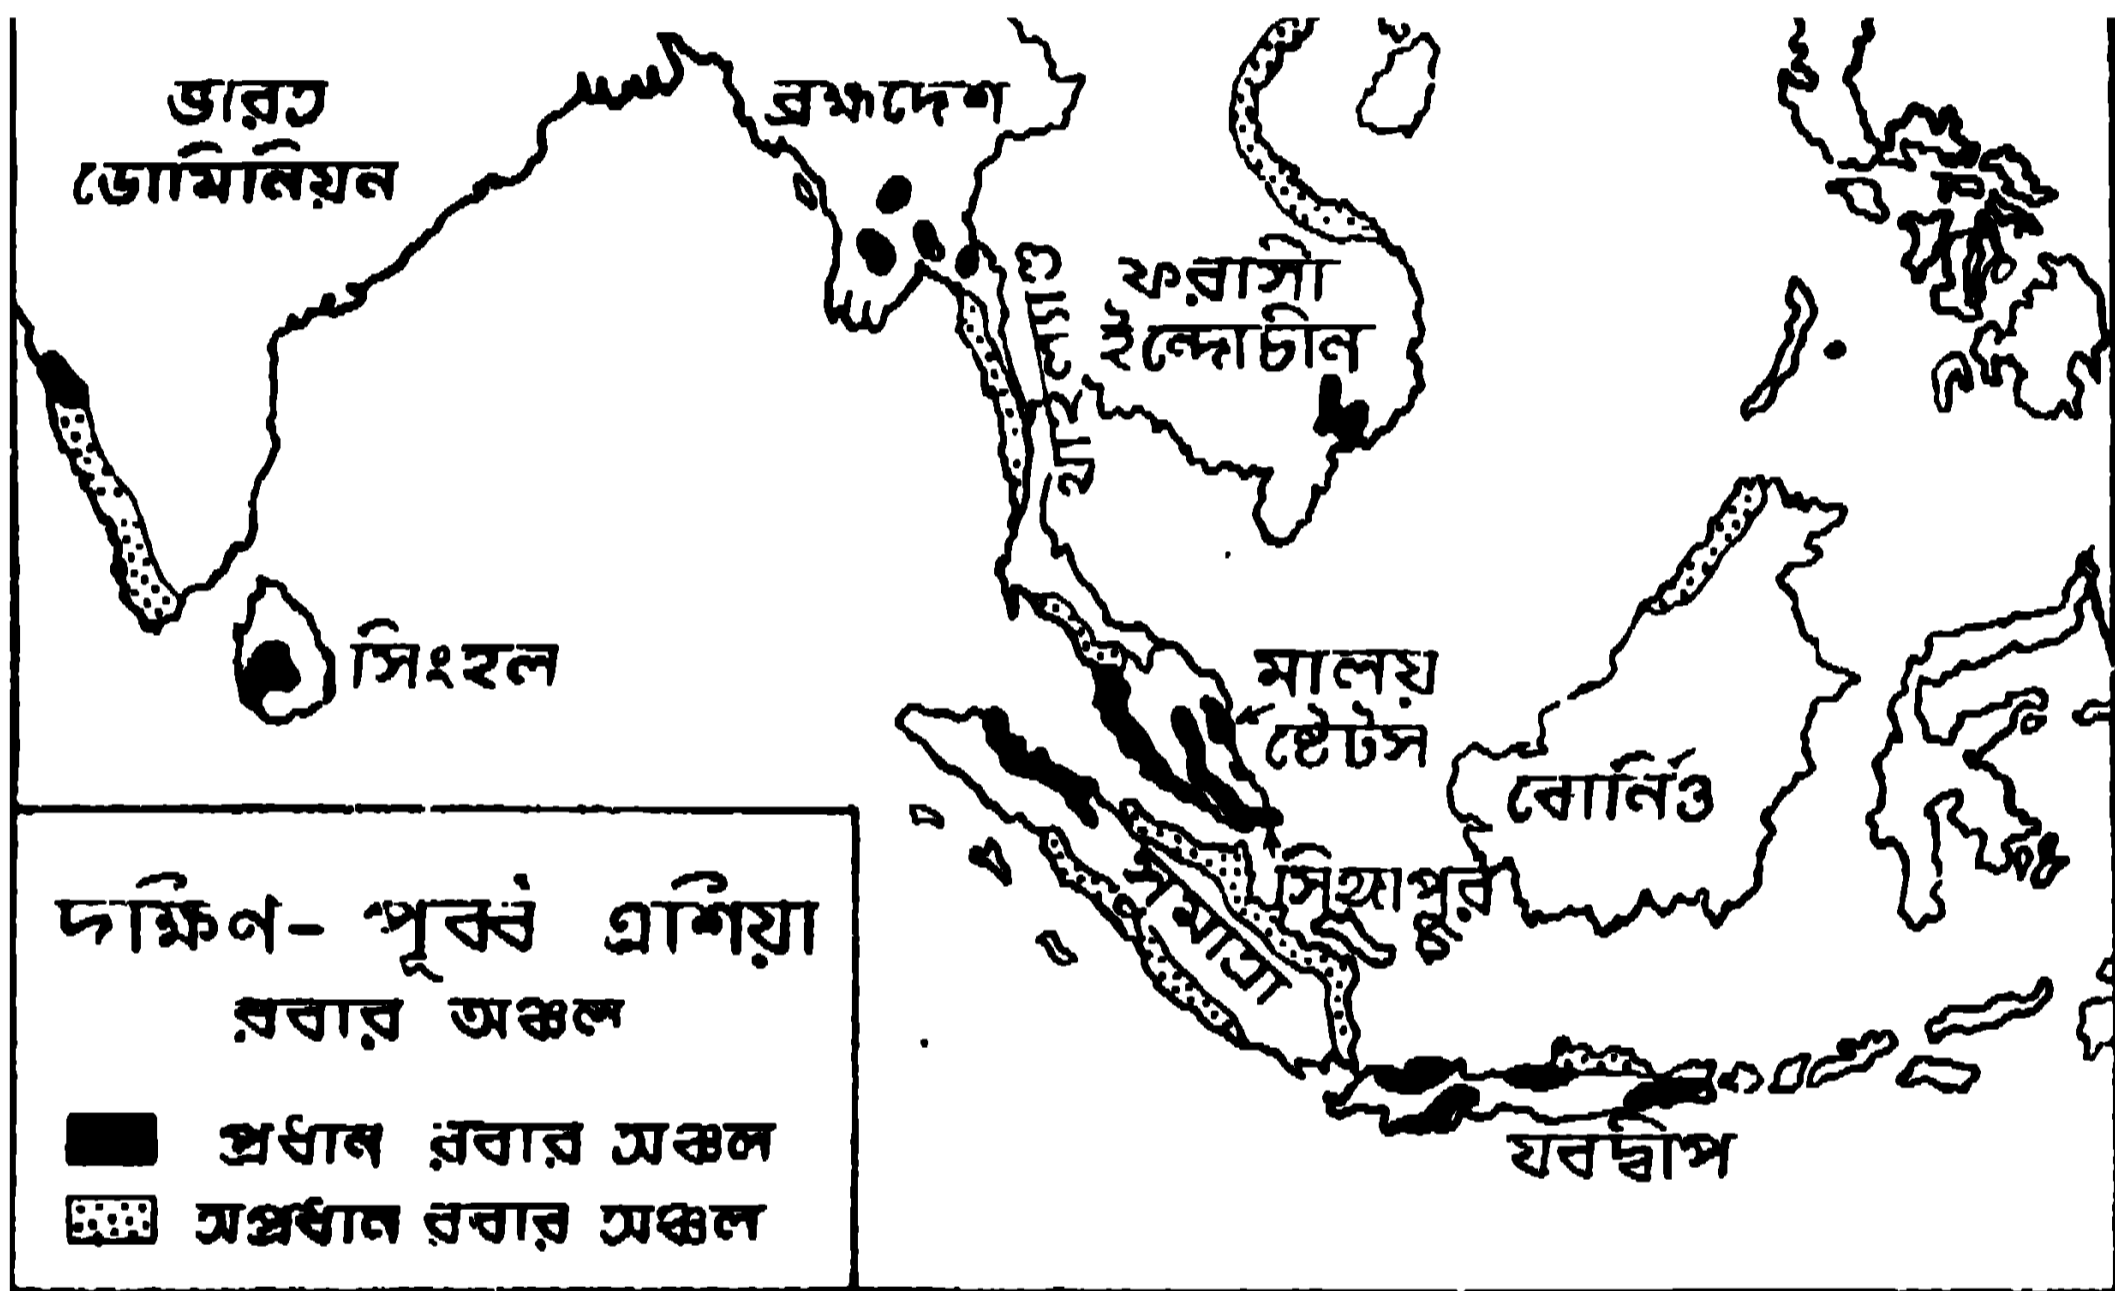 ভারত
ডোমিনিয়ন
ব্রহ্মদেশ
থাইল্যাণ্ড
ফরাসী
ইন্দোচীন
সিংহল
মালয়
ষ্টেটস
বোর্নিও
সিঙ্গাপুর
সুমাত্রা
যবদ্বীপ
দক্ষিণ-পূর্ব্ব এশিয়া
রবার অঞ্চল
প্রধান রবার অঞ্চল
অপ্রধান রবার অঞ্চল